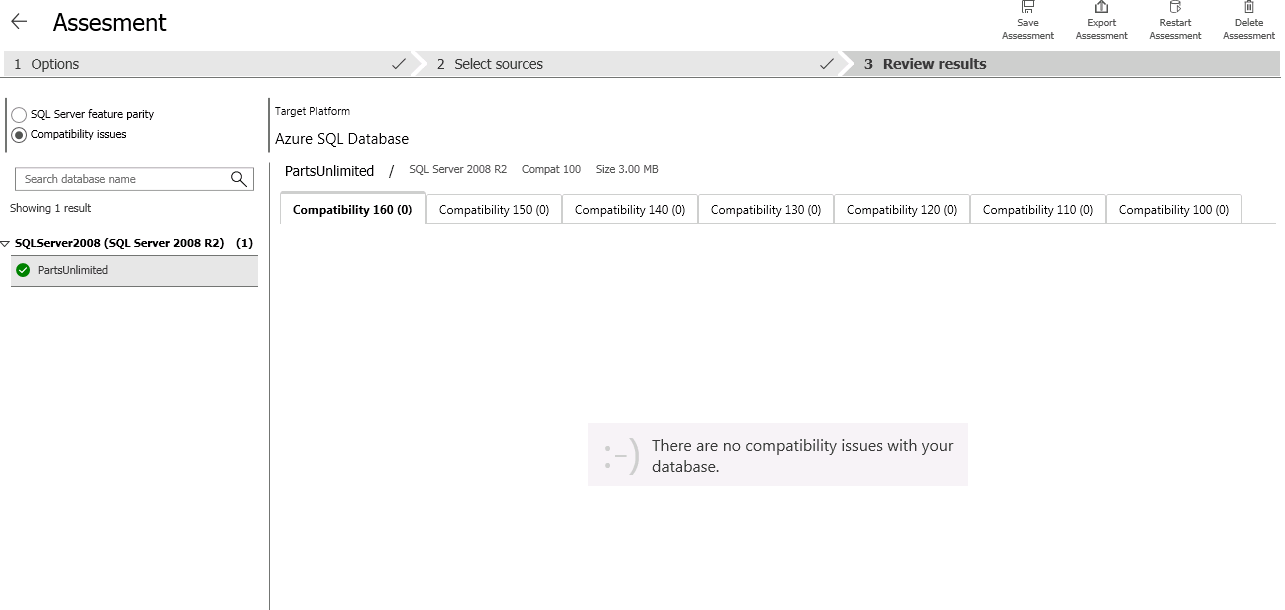 Assesment
Save Assessment
Export Assessment
Restart Assessment
Delete Assessment
1 Options
2 Select sources
3 Review results
SQL Server feature parity
Compatibility issues
Search database name
Showing 1 result
SQLServer2008 (SQL Server 2008 R2) (1)
PartsUnlimited
Target Platform
Azure SQL Database
PartsUnlimited / SQL Server 2008 R2 Compat 100 Size 3.00 MB
Compatibility 160 (0) Compatibility 150 (0) Compatibility 140 (0) Compatibility 130 (0) Compatibility 120 (0) Compatibility 110 (0) Compatibility 100 (0)
:-)
There are no compatibility issues with your
database.